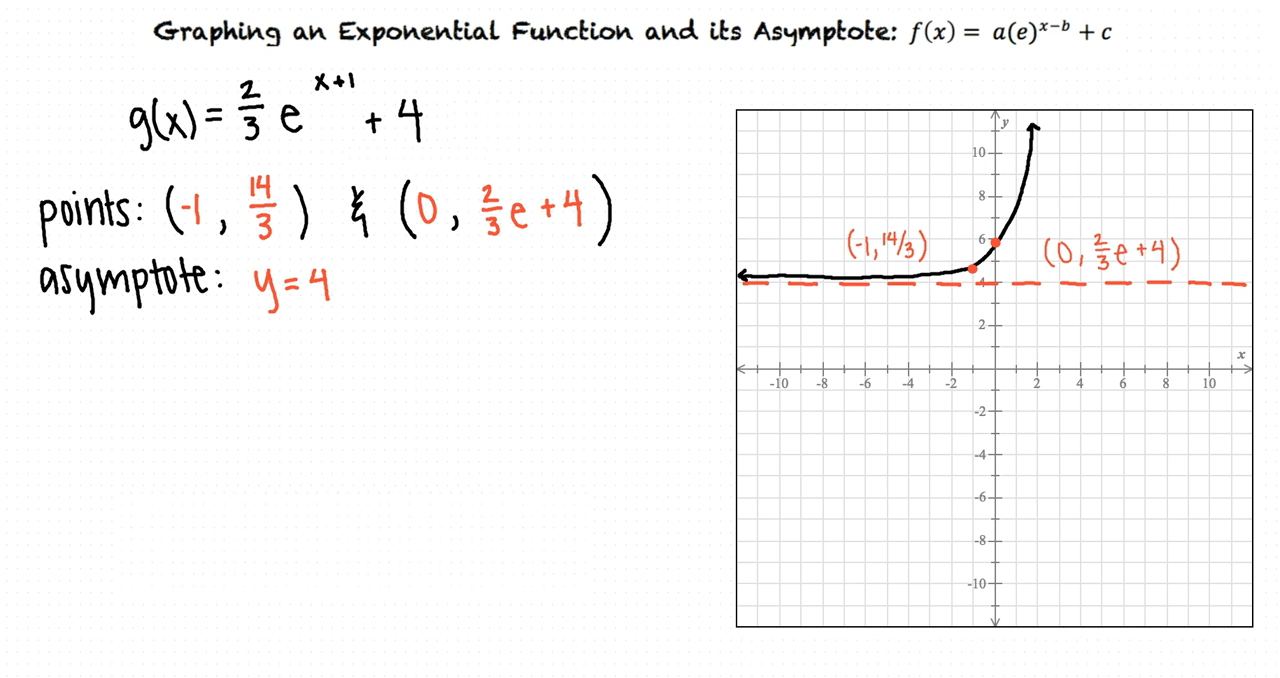 Graphing an Exponential Function and its Asymptote: f(x) = a(e)^{x-b} + c
g(x) = 2/3 e^{x+1} + 4
points: (-1, 14/3) & (0, 2/3 e + 4)
asymptote: y = 4
y
10
8
6
(-1, 14/3)
(0, 2/3 e + 4)
4
2
x
-10 -8 -6 -4 -2 2 4 6 8 10
-2
-4
-6
-8
-10